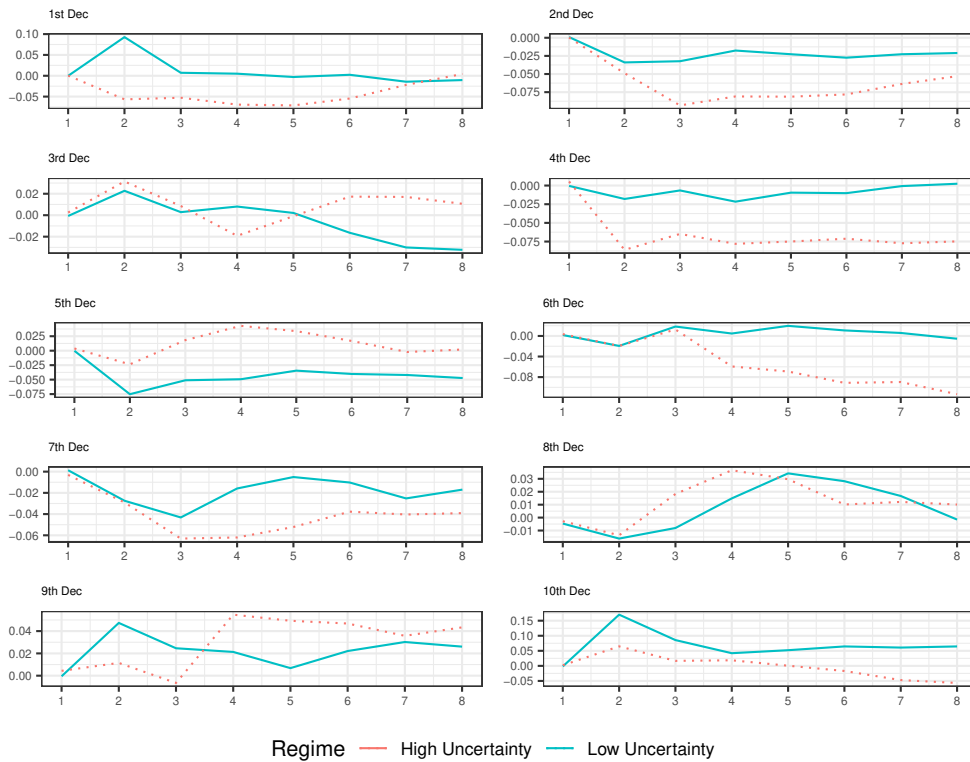 1st Dec
0.10
0.05
0.00
−0.05
1 2 3 4 5 6 7 8
2nd Dec
0.000
−0.025
−0.050
−0.075
1 2 3 4 5 6 7 8
3rd Dec
0.02
0.00
−0.02
1 2 3 4 5 6 7 8
4th Dec
0.000
−0.025
−0.050
−0.075
1 2 3 4 5 6 7 8
5th Dec
0.025
0.000
−0.025
−0.050
−0.075
1 2 3 4 5 6 7 8
6th Dec
0.00
−0.04
−0.08
1 2 3 4 5 6 7 8
7th Dec
0.00
−0.02
−0.04
−0.06
1 2 3 4 5 6 7 8
8th Dec
0.03
0.02
0.01
0.00
−0.01
1 2 3 4 5 6 7 8
9th Dec
0.04
0.02
0.00
1 2 3 4 5 6 7 8
10th Dec
0.15
0.10
0.05
0.00
−0.05
1 2 3 4 5 6 7 8
Regime High Uncertainty Low Uncertainty